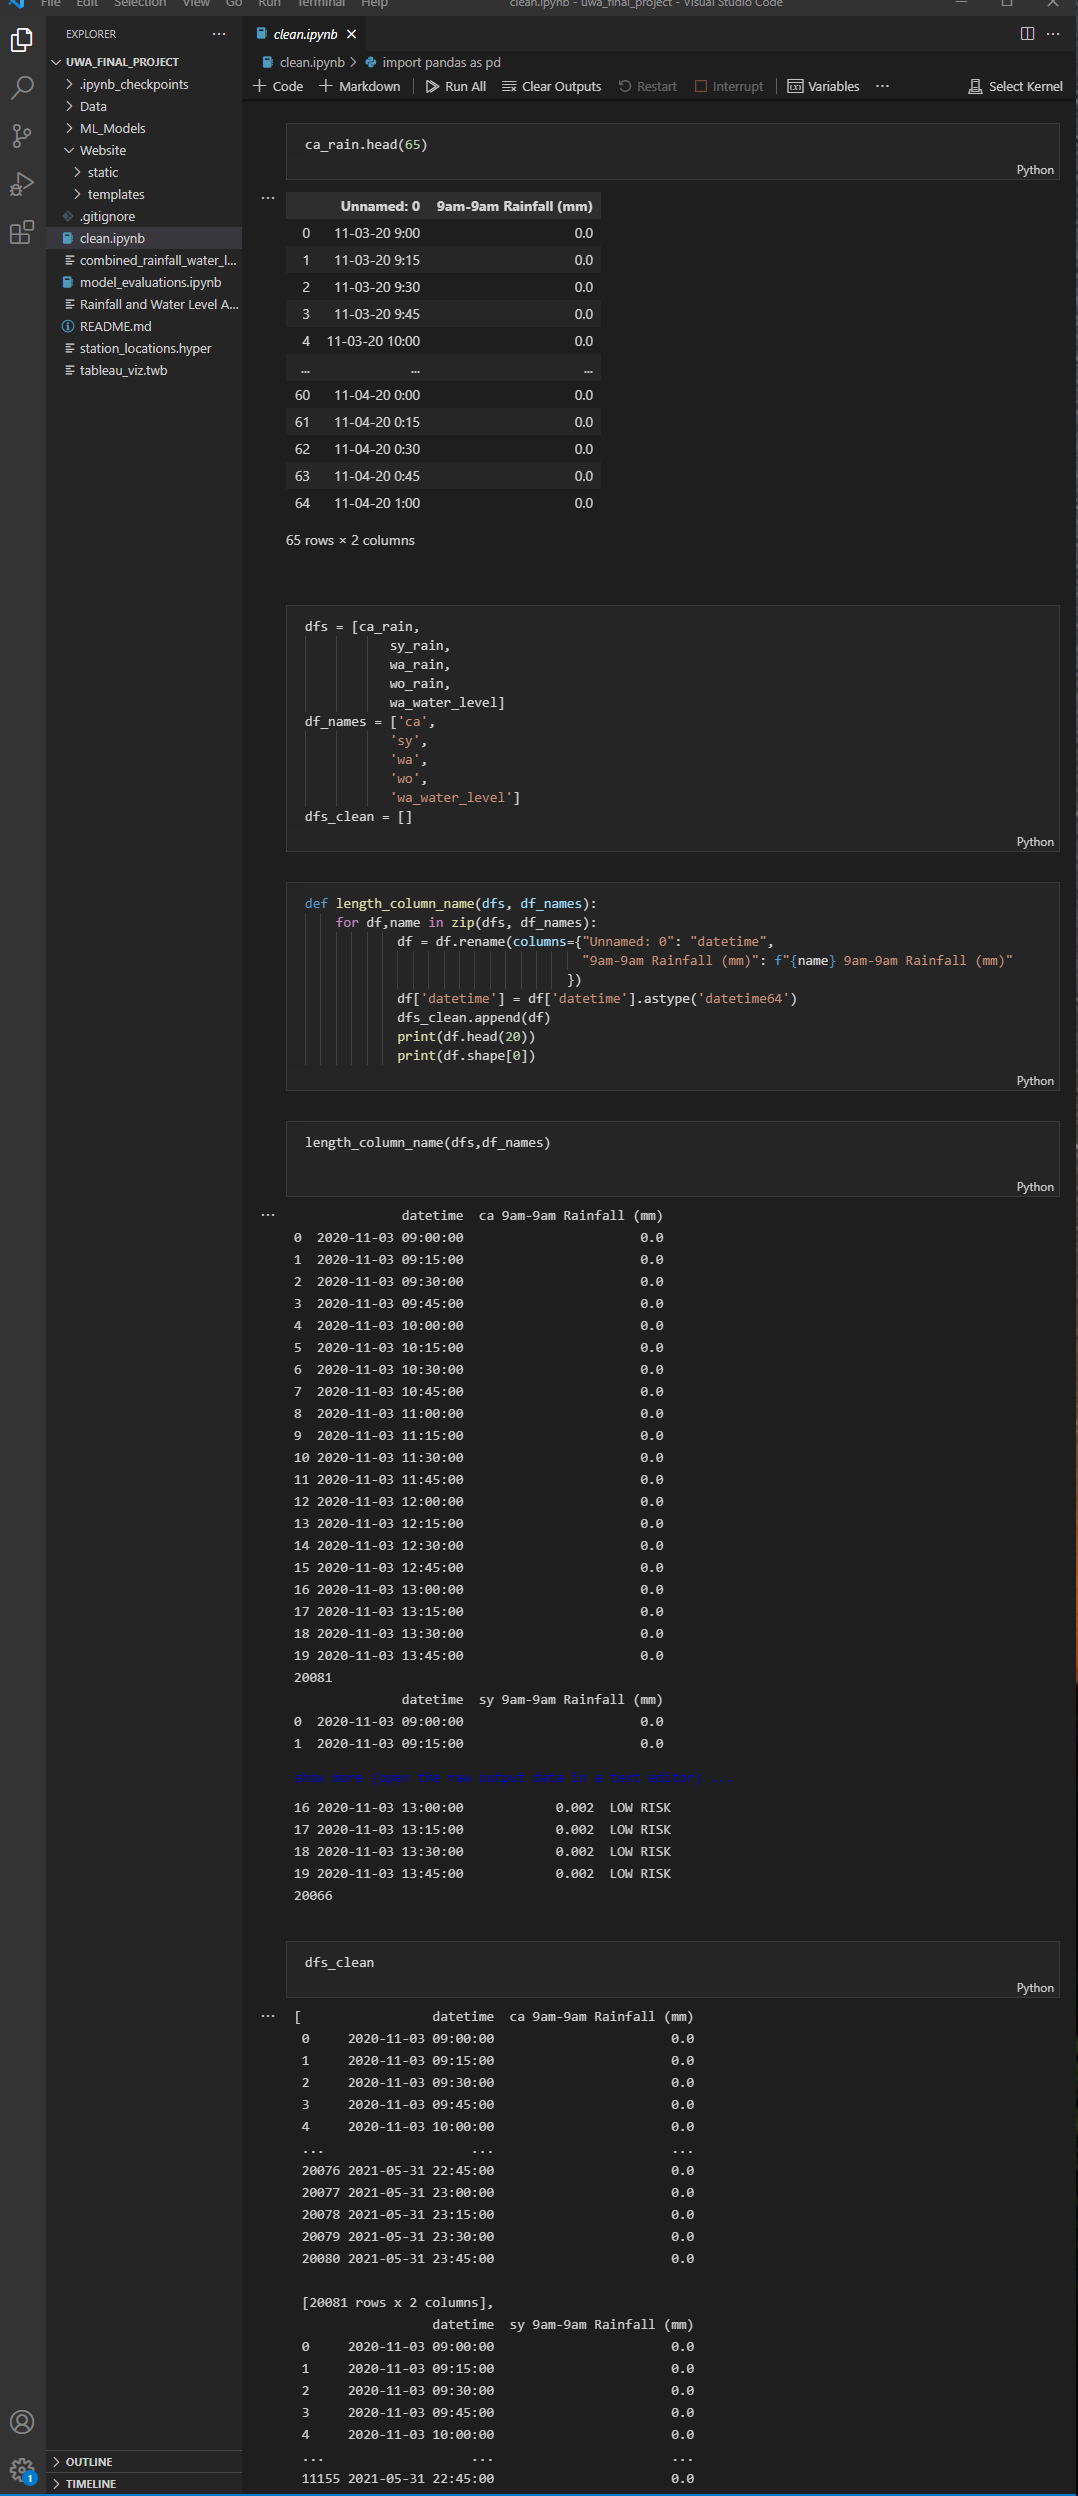 File Edit Selection View Go Run Terminal Help
clean.ipynb - uwa_final_project - Visual Studio Code
EXPLORER
UWA_FINAL_PROJECT
.ipynb_checkpoints
Data
ML_Models
Website
static
templates
.gitignore
clean.ipynb
combined_rainfall_water_l...
model_evaluations.ipynb
Rainfall and Water Level A...
README.md
station_locations.hyper
tableau_viz.twb
OUTLINE
TIMELINE
1
clean.ipynb
clean.ipynb > import pandas as pd
+ Code + Markdown Run All Clear Outputs Restart Interrupt Variables ... Select Kernel
ca_rain.head(65)
Python
...
Unnamed: 0 9am-9am Rainfall (mm)
0 11-03-20 9:00 0.0
1 11-03-20 9:15 0.0
2 11-03-20 9:30 0.0
3 11-03-20 9:45 0.0
4 11-03-20 10:00 0.0
... ... ...
60 11-04-20 0:00 0.0
61 11-04-20 0:15 0.0
62 11-04-20 0:30 0.0
63 11-04-20 0:45 0.0
64 11-04-20 1:00 0.0
65 rows × 2 columns
dfs = [ca_rain,
sy_rain,
wa_rain,
wo_rain,
wa_water_level]
df_names = ['ca',
'sy',
'wa',
'wo',
'wa_water_level']
dfs_clean = []
Python
def length_column_name(dfs, df_names):
for df,name in zip(dfs, df_names):
df = df.rename(columns={"Unnamed: 0": "datetime",
"9am-9am Rainfall (mm)": f"{name} 9am-9am Rainfall (mm)"
})
df['datetime'] = df['datetime'].astype('datetime64')
dfs_clean.append(df)
print(df.head(20))
print(df.shape[0])
Python
length_column_name(dfs,df_names)
Python
...
datetime ca 9am-9am Rainfall (mm)
0 2020-11-03 09:00:00 0.0
1 2020-11-03 09:15:00 0.0
2 2020-11-03 09:30:00 0.0
3 2020-11-03 09:45:00 0.0
4 2020-11-03 10:00:00 0.0
5 2020-11-03 10:15:00 0.0
6 2020-11-03 10:30:00 0.0
7 2020-11-03 10:45:00 0.0
8 2020-11-03 11:00:00 0.0
9 2020-11-03 11:15:00 0.0
10 2020-11-03 11:30:00 0.0
11 2020-11-03 11:45:00 0.0
12 2020-11-03 12:00:00 0.0
13 2020-11-03 12:15:00 0.0
14 2020-11-03 12:30:00 0.0
15 2020-11-03 12:45:00 0.0
16 2020-11-03 13:00:00 0.0
17 2020-11-03 13:15:00 0.0
18 2020-11-03 13:30:00 0.0
19 2020-11-03 13:45:00 0.0
20081
datetime sy 9am-9am Rainfall (mm)
0 2020-11-03 09:00:00 0.0
1 2020-11-03 09:15:00 0.0
show more (open the raw output data in a text editor) ...
16 2020-11-03 13:00:00 0.002 LOW RISK
17 2020-11-03 13:15:00 0.002 LOW RISK
18 2020-11-03 13:30:00 0.002 LOW RISK
19 2020-11-03 13:45:00 0.002 LOW RISK
20066
dfs_clean
Python
...
[ datetime ca 9am-9am Rainfall (mm)
0 2020-11-03 09:00:00 0.0
1 2020-11-03 09:15:00 0.0
2 2020-11-03 09:30:00 0.0
3 2020-11-03 09:45:00 0.0
4 2020-11-03 10:00:00 0.0
... ... ...
20076 2021-05-31 22:45:00 0.0
20077 2021-05-31 23:00:00 0.0
20078 2021-05-31 23:15:00 0.0
20079 2021-05-31 23:30:00 0.0
20080 2021-05-31 23:45:00 0.0
[20081 rows x 2 columns],
datetime sy 9am-9am Rainfall (mm)
0 2020-11-03 09:00:00 0.0
1 2020-11-03 09:15:00 0.0
2 2020-11-03 09:30:00 0.0
3 2020-11-03 09:45:00 0.0
4 2020-11-03 10:00:00 0.0
... ... ...
11155 2021-05-31 22:45:00 0.0